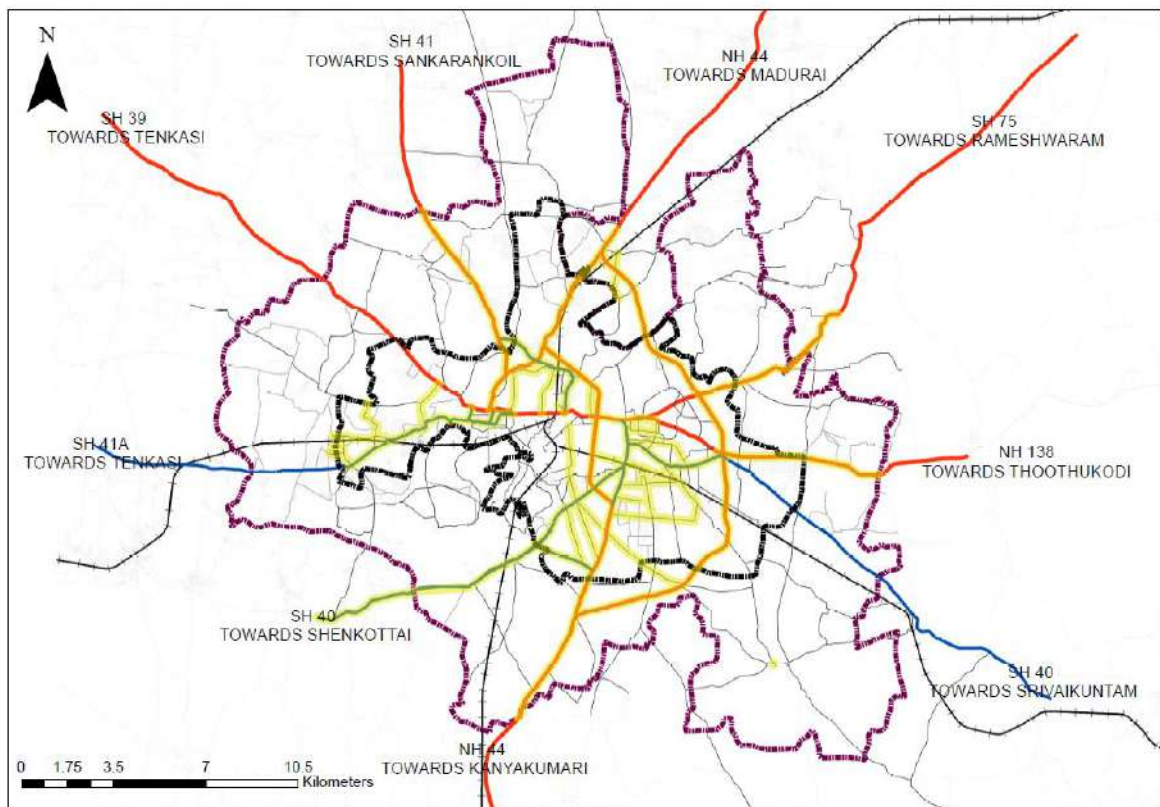 N
SH 41
TOWARDS SANKARANKOIL
NH 44
TOWARDS MADURAI
SH 39
TOWARDS TENKASI
SH 75
TOWARDS RAMESHWARAM
SH 41A
TOWARDS TENKASI
NH 138
TOWARDS THOOTHUKODI
SH 40
TOWARDS SHENKOTTAI
SH 40
TOWARDS SRIVAIKUNTAM
NH 44
TOWARDS KANYAKUMARI
0 1.75 3.5 7 10.5
Kilometers